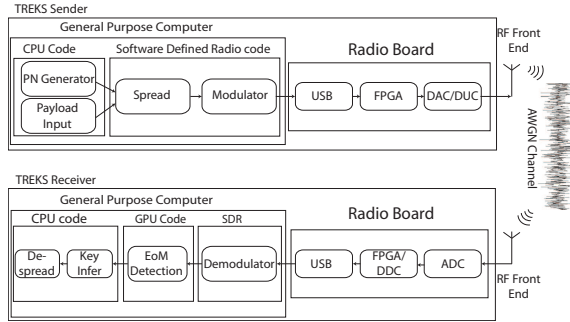 TREKS Sender
General Purpose Computer
CPU Code
Software Defined Radio code
PN Generator
Payload
Input
Spread
Modulator
Radio Board
USB
FPGA
DAC/DUC
RF Front
End
AWGN Channel
TREKS Receiver
General Purpose Computer
CPU code
GPU Code
SDR
De-
spread
Key
Infer
EoM
Detection
Demodulator
Radio Board
USB
FPGA/
DDC
ADC
RF Front
End